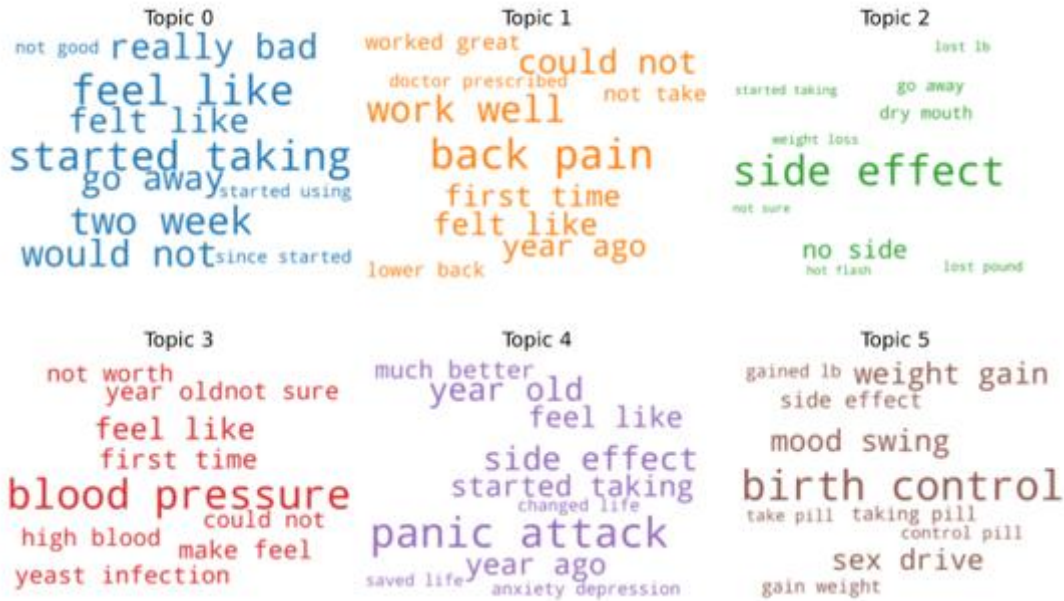 Topic 0
not good really bad
feel like
felt like
started taking
go away started using
two week
would not since started
Topic 1
worked great
could not
doctor prescribed
not take
work well
back pain
first time
felt like
year ago
lower back
Topic 2
lost lb
started taking
go away
dry mouth
weight loss
side effect
not sure
no side
hot flash
lost pound
Topic 3
not worth
year old not sure
feel like
first time
blood pressure
could not
high blood
make feel
yeast infection
Topic 4
much better
year old
feel like
side effect
started taking
changed life
panic attack
year ago
saved life
anxiety depression
Topic 5
gained lb weight gain
side effect
mood swing
birth control
take pill taking pill
control pill
sex drive
gain weight